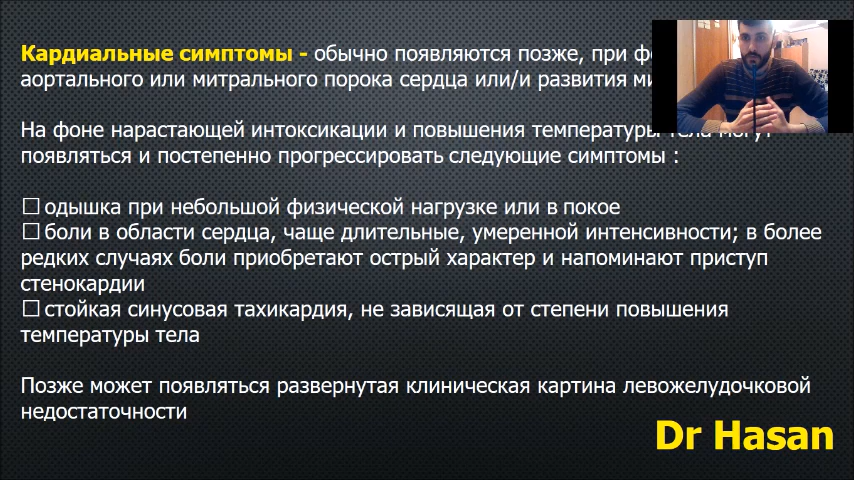 Кардиальные симптомы - обычно появляются позже, при
аортального или митрального порока сердца или/и развития
На фоне нарастающей интоксикации и повышения температуры тела могут
появляться и постепенно прогрессировать следующие симптомы :
☐ одышка при небольшой физической нагрузке или в покое
☐ боли в области сердца, чаще длительные, умеренной интенсивности; в более
редких случаях боли приобретают острый характер и напоминают приступ
стенокардии
☐ стойкая синусовая тахикардия, не зависящая от степени повышения
температуры тела
Позже может появляться развернутая клиническая картина левожелудочковой
недостаточности
Dr Hasan